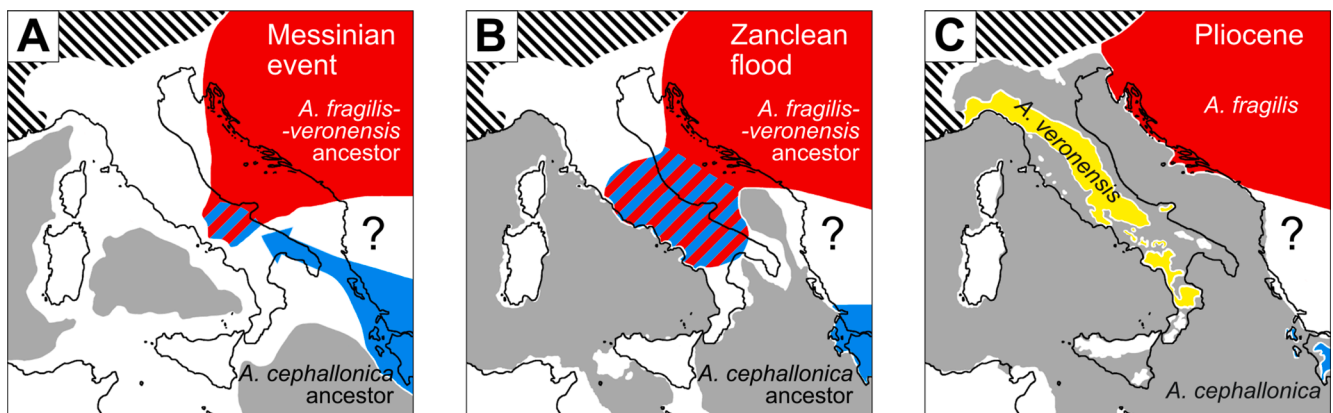 A
Messinian
event
A. fragilis-
-veronensis
ancestor
?
A. cephallonica
ancestor
B
Zanclean
flood
A. fragilis-
-veronensis
ancestor
?
A. cephallonica
ancestor
C
Pliocene
A. fragilis
A. veronensis
?
A. cephallonica